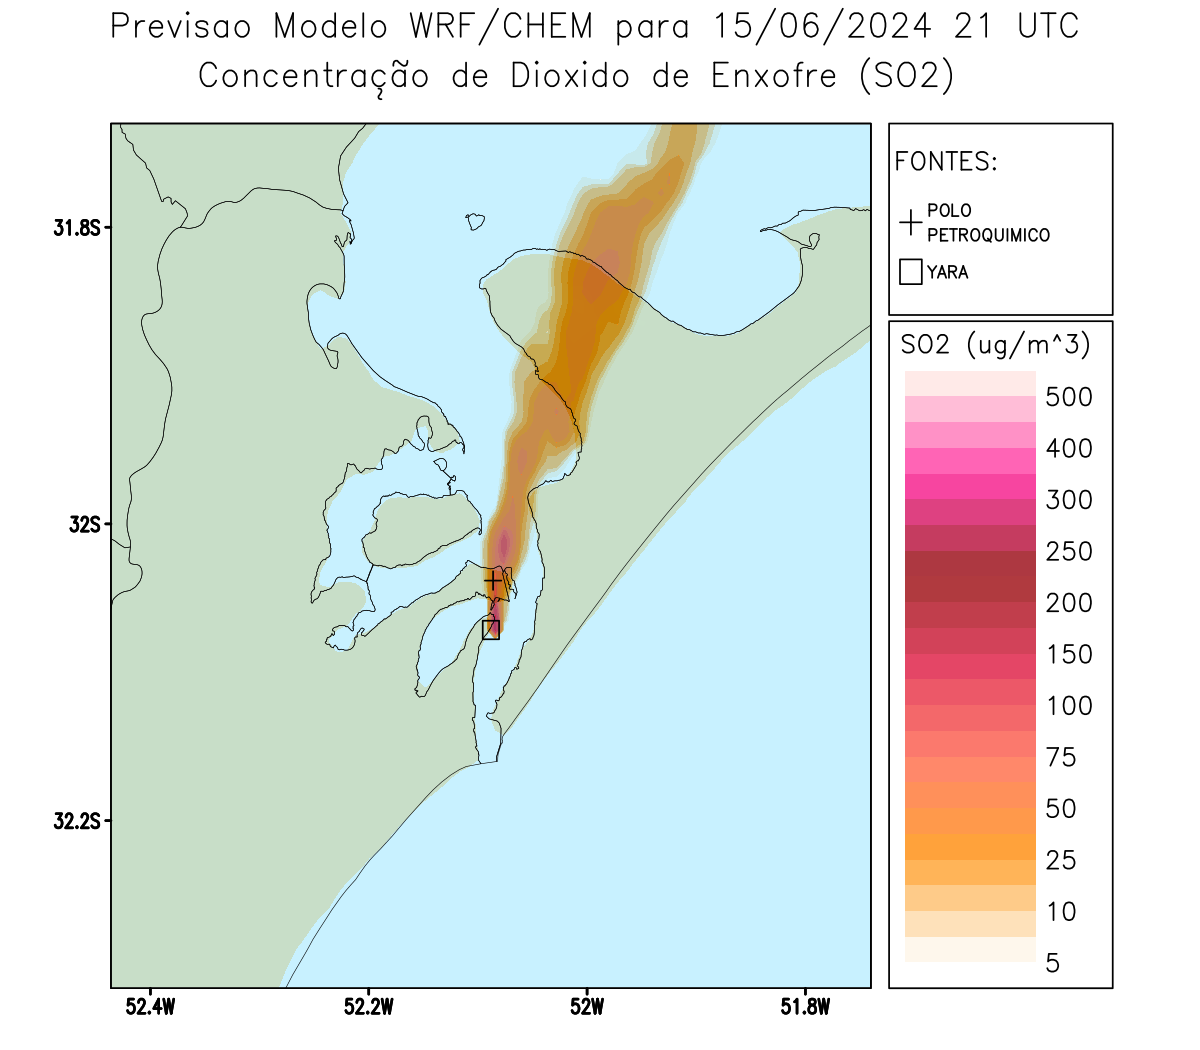 Previsao Modelo WRF/CHEM para 15/06/2024 21 UTC
Concentração de Dioxido de Enxofre (SO2)
FONTES:
POLO
PETROQUIMICO
YARA
SO2 (ug/m^3)
500
400
300
250
200
150
100
75
50
25
10
5
31.8S
32S
32.2S
52.4W
52.2W
52W
51.8W